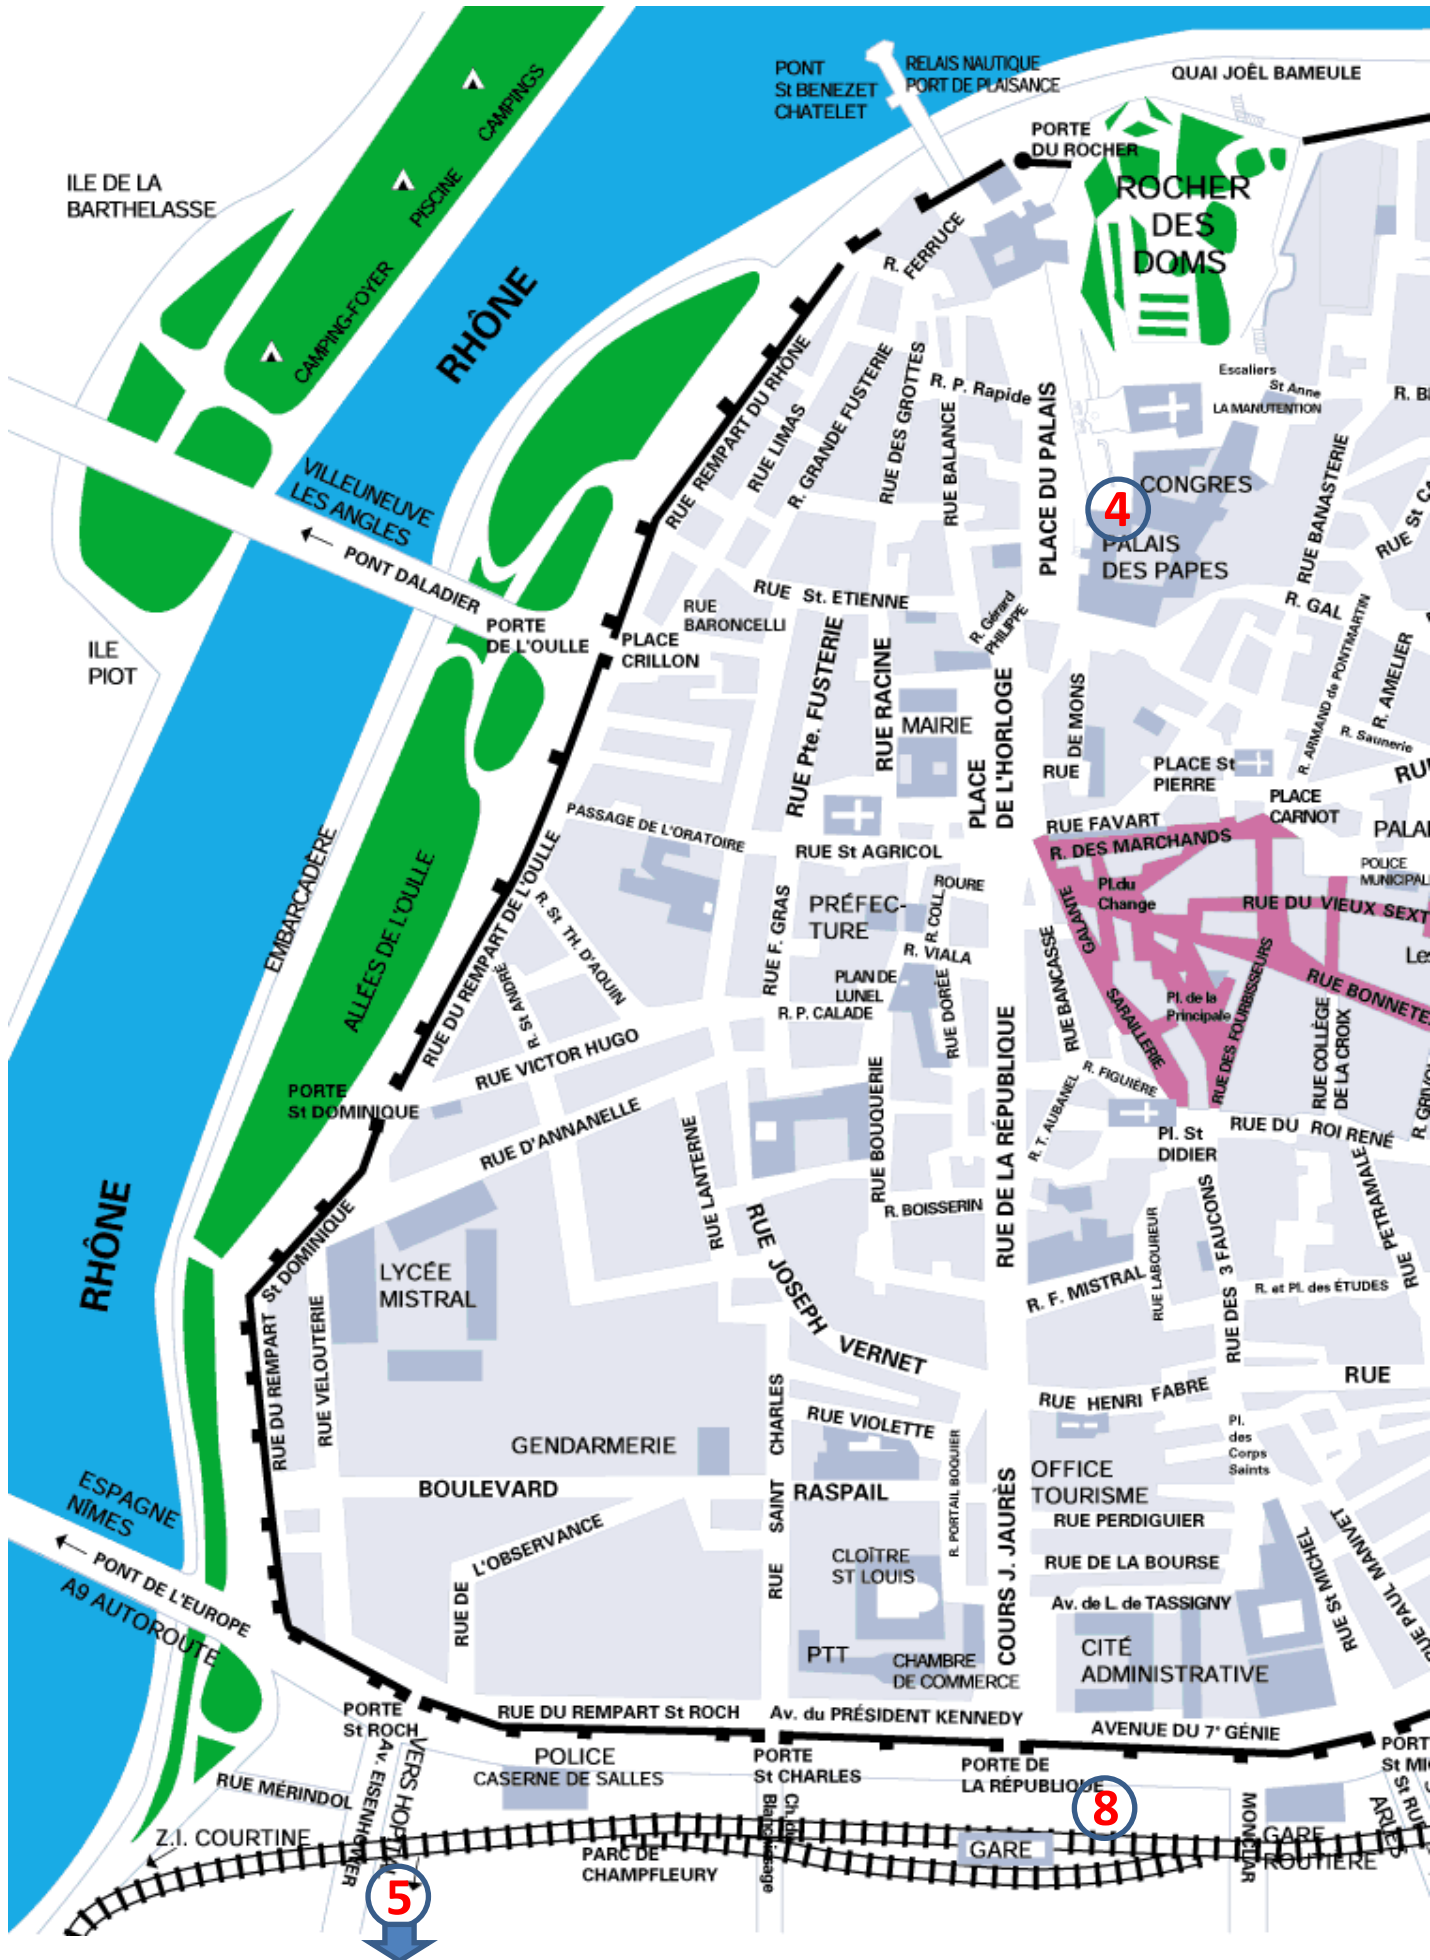 PONT
St BENEZET
CHATELET
RELAIS NAUTIQUE
PORT DE PLAISANCE
QUAI JOËL BAMEULE
PORTE
DU ROCHER
ROCHER
DES
DOMS
CAMPINGS
PISCINE
CAMPING-FOYER
ILE DE LA
BARTHELASSE
RHÔNE
R. FERRUCE
Escaliers
St Anne
LA MANUTENTION
R. P. Rapide
RUE REMPART DU RHÔNE
RUE LIMAS
R. GRANDE FUSTERIE
RUE DES GROTTES
RUE BALANCE
PLACE DU PALAIS
4
CONGRES
PALAIS
DES PAPES
RUE BANASTERIE
RUE St
VILLEUNEUVE
LES ANGLES
PONT DALADIER
PORTE
DE L'OULLE
PLACE
CRILLON
RUE
BARONCELLI
RUE St. ETIENNE
R. Gérard
PHILIPPE
R. GAL
R. ARMAND de PONTMARTIN
R. AMELIER
R. Saunerie
ILE
PIOT
RUE Pte. FUSTERIE
RUE RACINE
MAIRIE
PLACE
DE L'HORLOGE
RUE DE MONS
PLACE St
PIERRE
PLACE
CARNOT
RUE FAVART
R. DES MARCHANDS
POLICE
MUNICIPALE
PASSAGE DE L'ORATOIRE
RUE St AGRICOL
PRÉFEC-
TURE
ROURE
R. COLL.
R. VIALA
Pl.du
Change
GALANTE
RUE DU VIEUX SEXT
RUE BONNETE
EMBARCADÈRE
ALLÉES DE L'OULLE
RUE DU REMPART DE L'OULLE
R. St TH. D'AQUIN
R. St ANDRÉ
RUE F. GRAS
PLAN DE
LUNEL
R. P. CALADE
RUE DORÉE
RUE BANCASSE
SARAILLERIE
Pl. de la
Principale
RUE DES FOURBISSEURS
RUE COLLÈGE
DE LA CROIX
RUE VICTOR HUGO
PORTE
St DOMINIQUE
RUE D'ANNANELLE
RUE LANTERNE
RUE BOUQUERIE
RUE DE LA RÉPUBLIQUE
R. T. AUBANEL
R. FIGUIÈRE
Pl. St
DIDIER
RUE DU ROI RENÉ
RUE PETRAMALE
RHÔNE
R. BOISSERIN
RUE JOSEPH VERNET
R. F. MISTRAL
RUE LABOUREUR
RUE DES 3 FAUCONS
R. et Pl. des ÉTUDES
LYCÉE
MISTRAL
RUE DU REMPART St DOMINIQUE
RUE VELOUTERIE
RUE HENRI FABRE
RUE
Pl.
des
Corps
Saints
GENDARMERIE
RUE VIOLETTE
R. PORTAIL BOQUIER
BOULEVARD RASPAIL
RUE SAINT CHARLES
OFFICE
TOURISME
RUE PERDIGUIER
RUE DE LA BOURSE
Av. de L. de TASSIGNY
COURS J. JAURÈS
CLOÎTRE
ST LOUIS
RUE DE L'OBSERVANCE
PTT
CHAMBRE
DE COMMERCE
CITÉ
ADMINISTRATIVE
RUE St MICHEL
RUE PAUL MANIVET
ESPAGNE
NÎMES
PONT DE L'EUROPE
A9 AUTOROUTE
PORTE
St ROCH
RUE DU REMPART St ROCH
Av. du PRÉSIDENT KENNEDY
AVENUE DU 7e GÉNIE
Av. EISENHOWER
POLICE
CASERNE DE SALLES
PORTE
St CHARLES
PORTE DE
LA RÉPUBLIQUE
8
RUE MÉRINDOL
Z.I. COURTINE
PARC DE
CHAMPFLEURY
GARE
MONCLAR
GARE
ROUTIÈRE
5